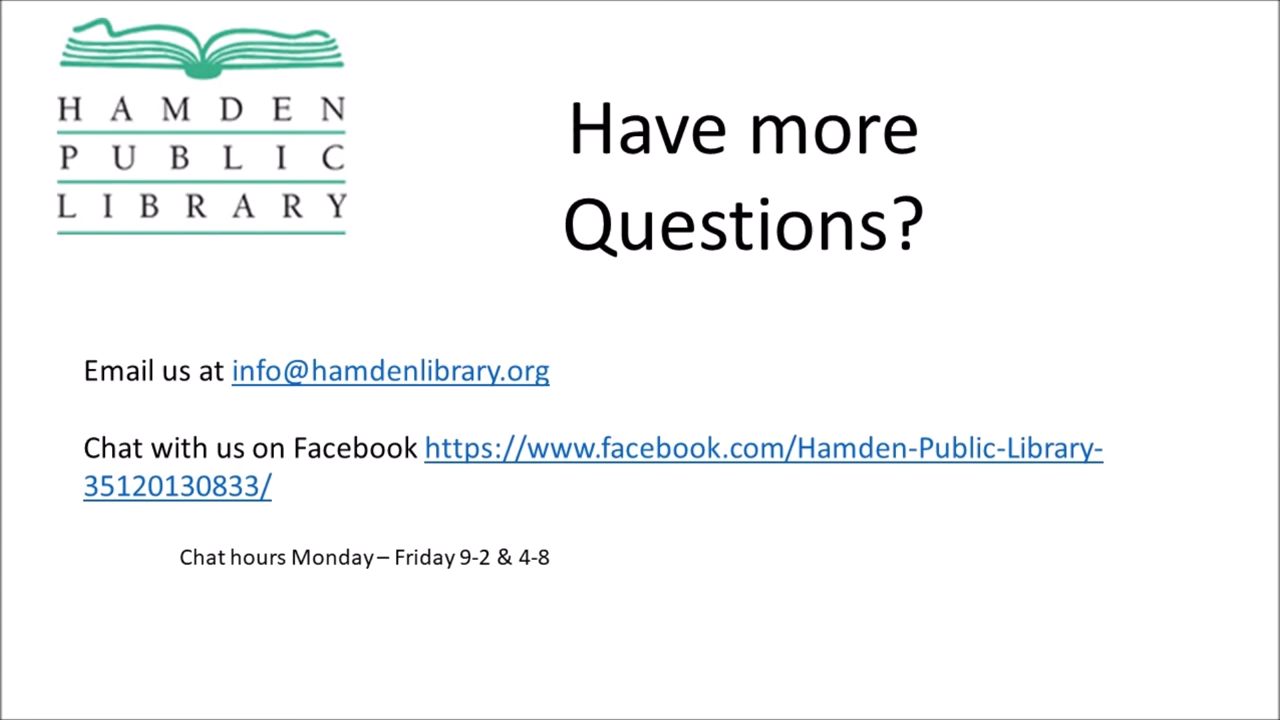 HAMDEN
PUBLIC
LIBRARY
Have more
Questions?
Email us at info@hamdenlibrary.org
Chat with us on Facebook https://www.facebook.com/Hamden-Public-Library-
35120130833/
Chat hours Monday – Friday 9-2 & 4-8